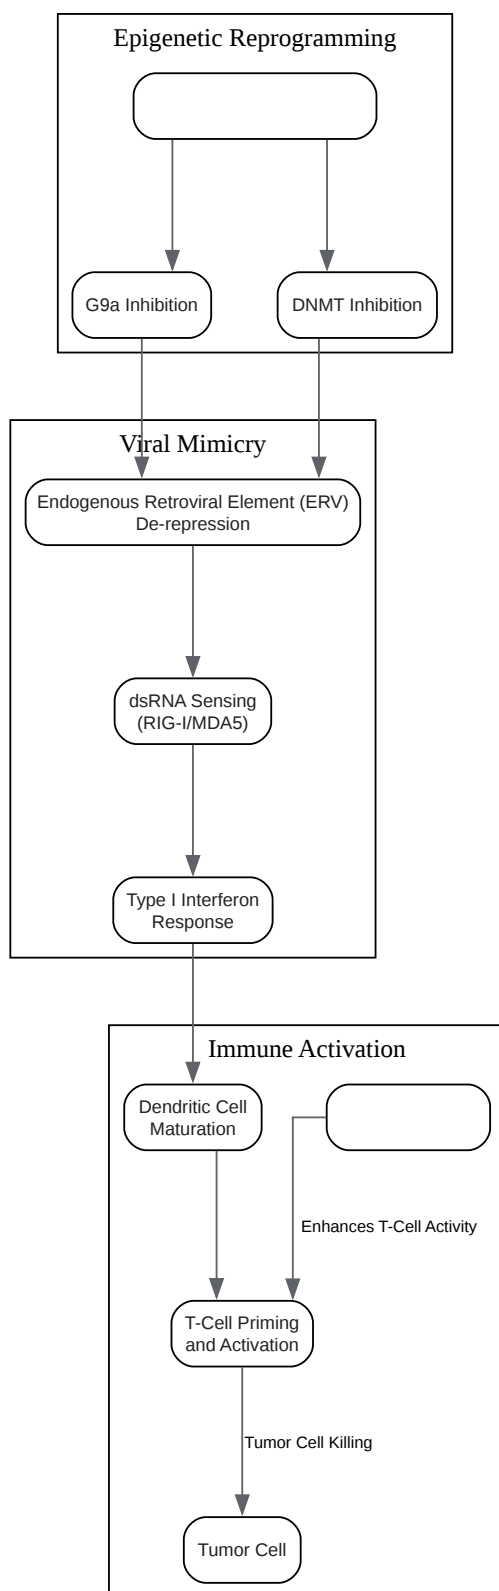 Epigenetic Reprogramming
G9a Inhibition
DNMT Inhibition
Viral Mimicry
Endogenous Retroviral Element (ERV)
De-repression
dsRNA Sensing
(RIG-I/MDA5)
Type I Interferon
Response
Immune Activation
Dendritic Cell
Maturation
Enhances T-Cell Activity
T-Cell Priming
and Activation
Tumor Cell Killing
Tumor Cell